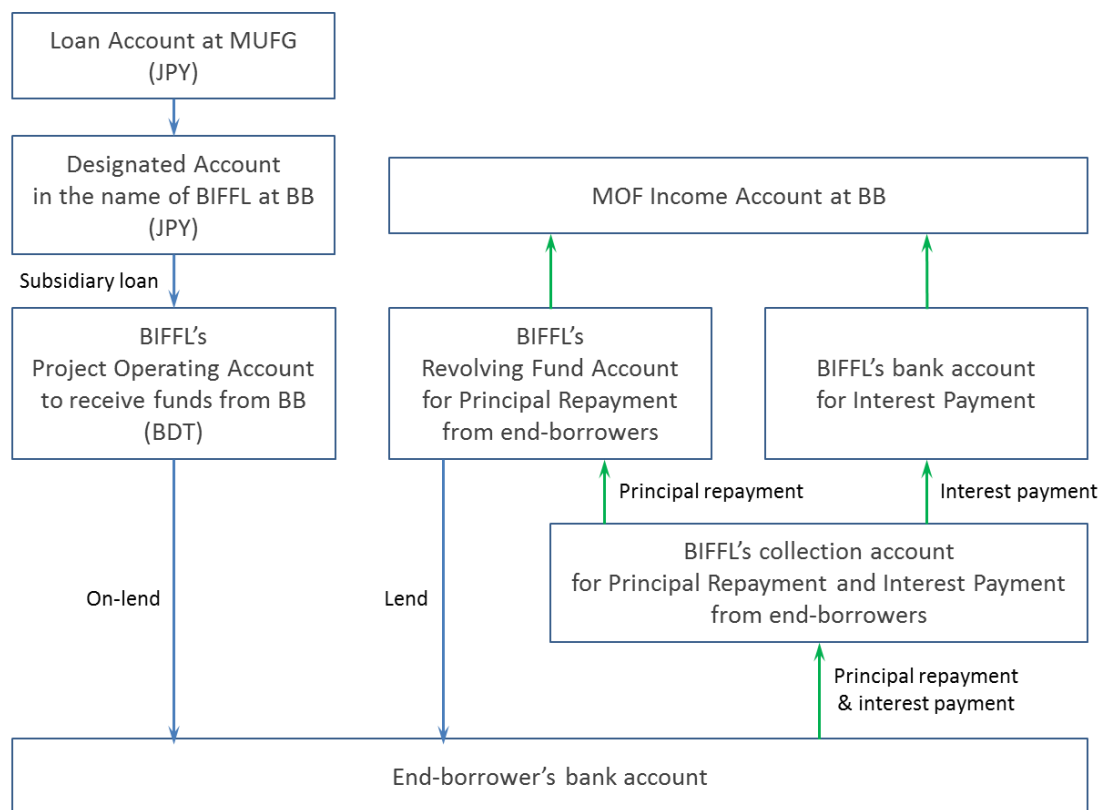 Loan Account at MUFG
(JPY)
Designated Account
in the name of BIFFL at BB
(JPY)
MOF Income Account at BB
Subsidiary loan
BIFFL’s
Project Operating Account
to receive funds from BB
(BDT)
BIFFL’s
Revolving Fund Account
for Principal Repayment
from end-borrowers
BIFFL’s bank account
for Interest Payment
Principal repayment
Interest payment
BIFFL’s collection account
for Principal Repayment and Interest Payment
from end-borrowers
On-lend
Lend
Principal repayment
& interest payment
End-borrower’s bank account